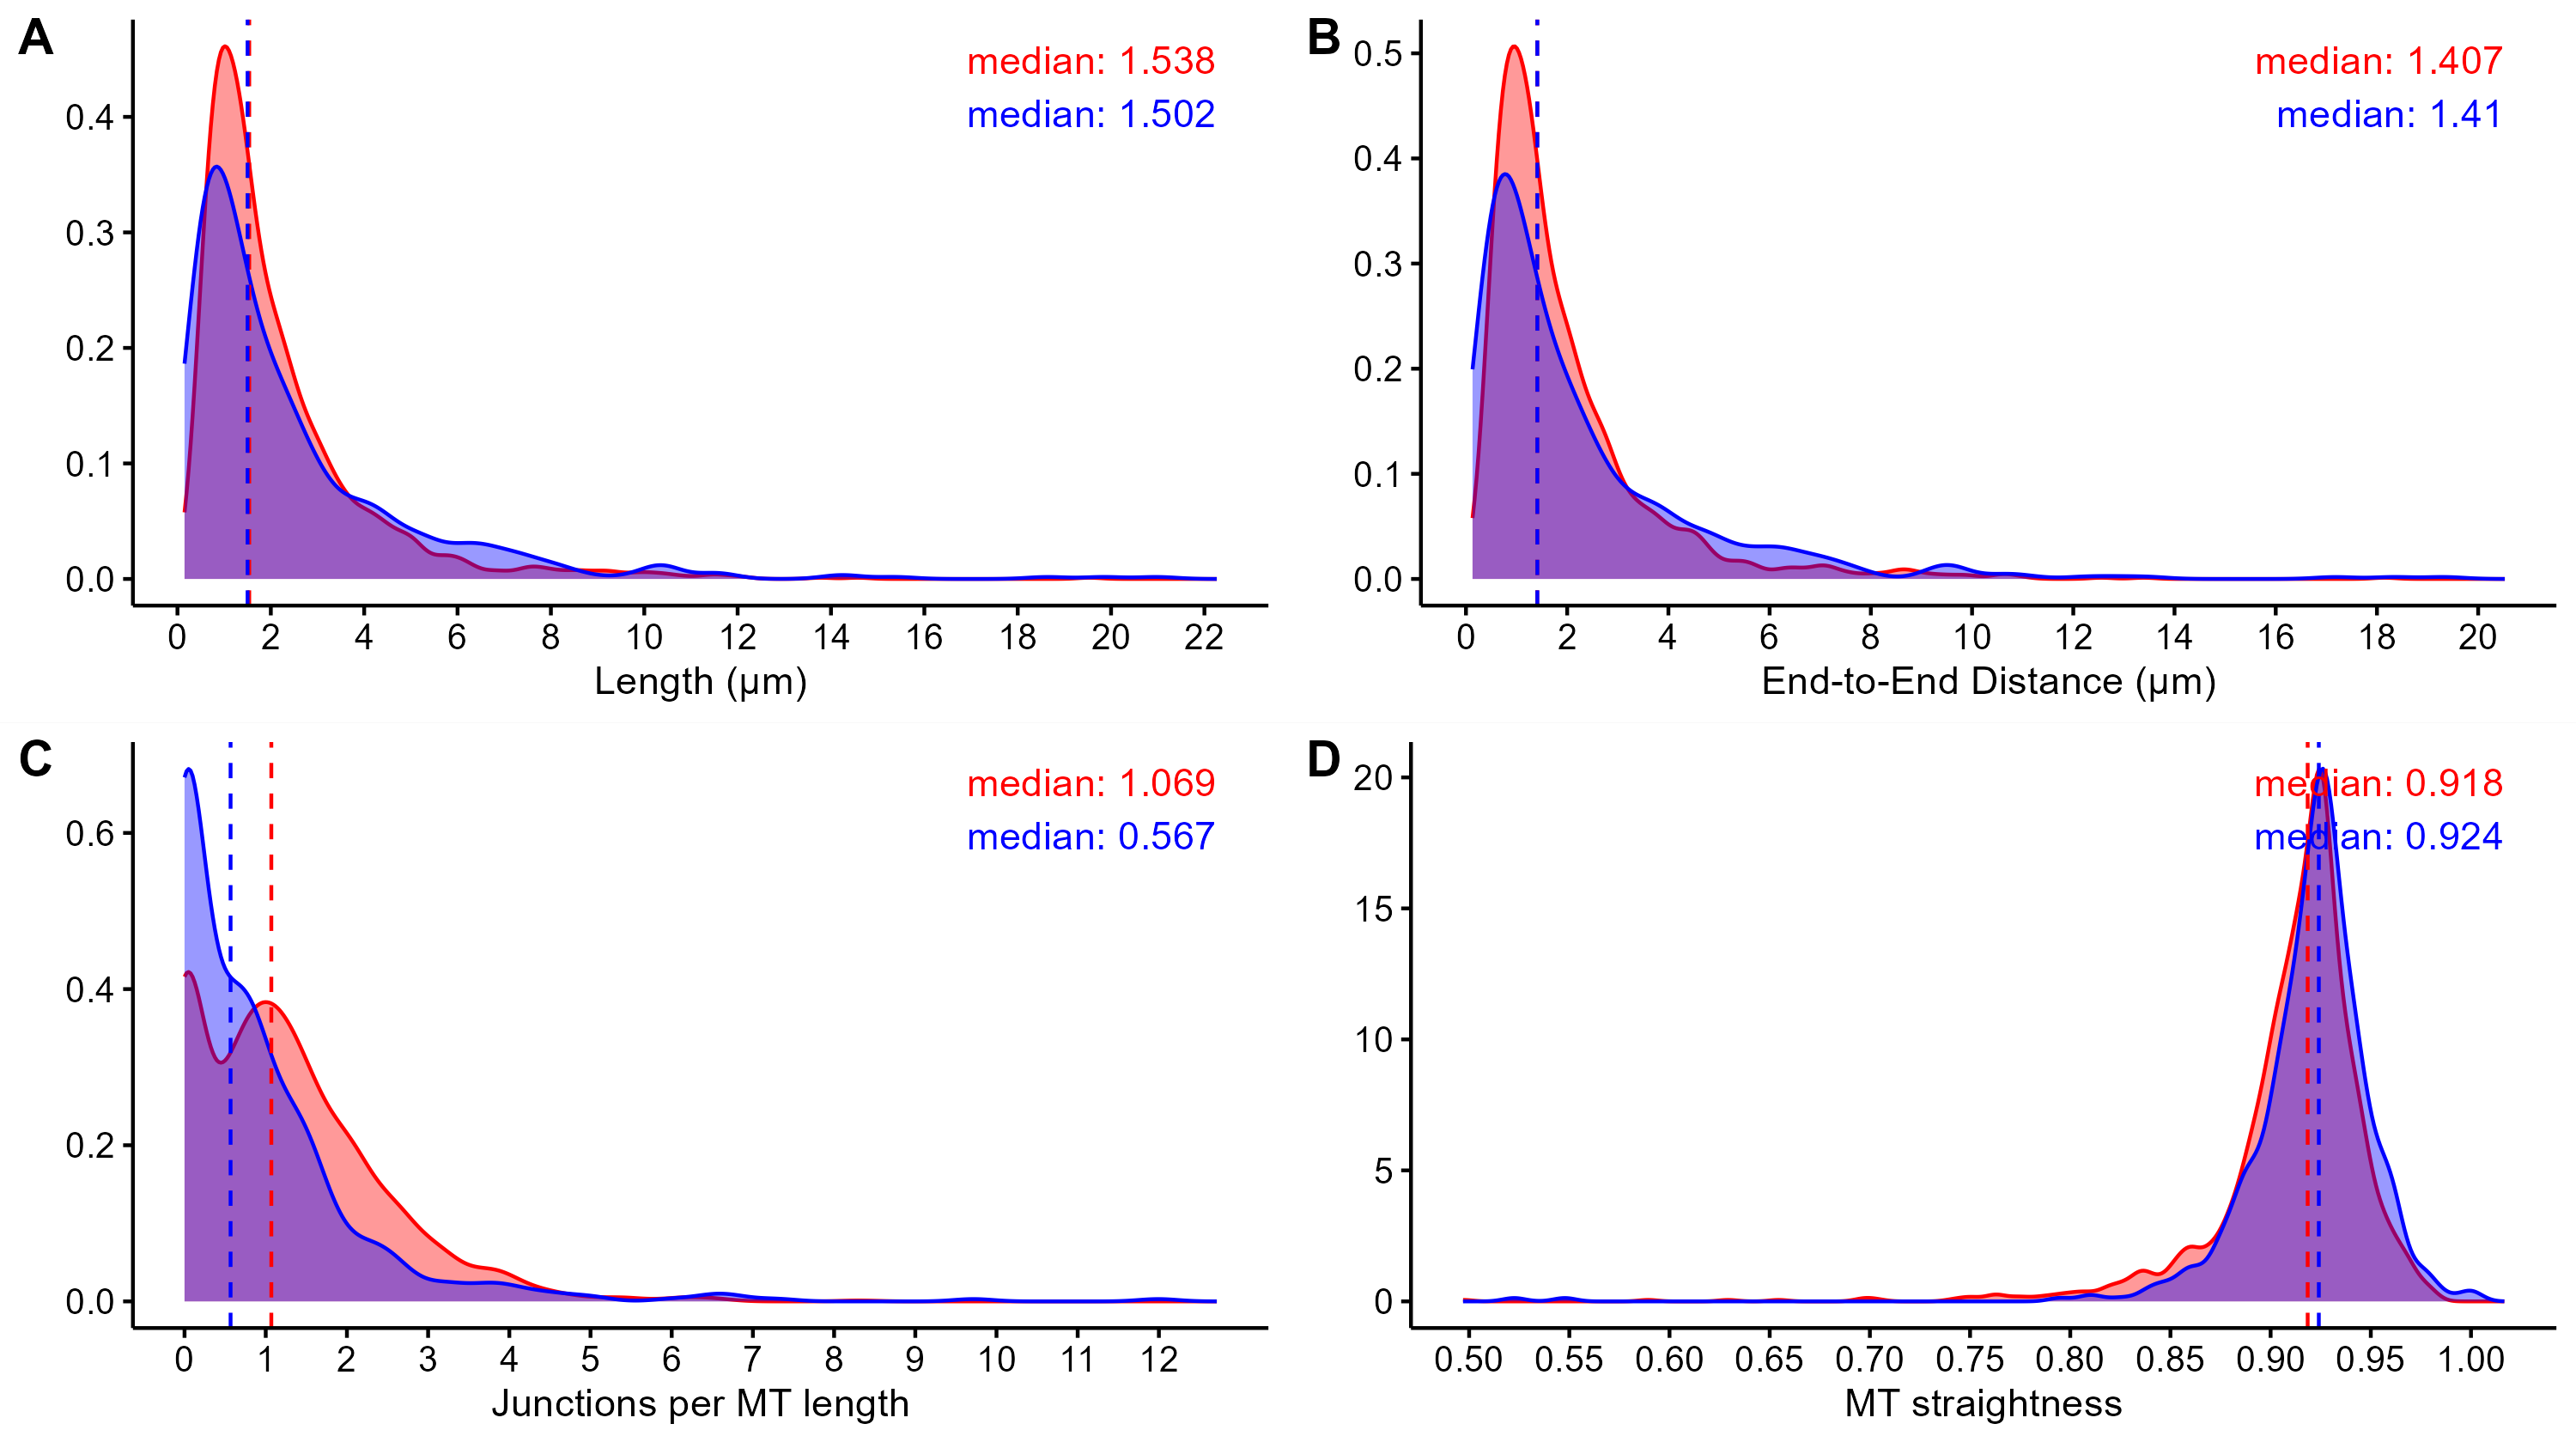 A
median: 1.538
median: 1.502
0.4
0.3
0.2
0.1
0.0
0 2 4 6 8 10 12 14 16 18 20 22
Length (µm)
B
median: 1.407
median: 1.41
0.5
0.4
0.3
0.2
0.1
0.0
0 2 4 6 8 10 12 14 16 18 20
End-to-End Distance (µm)
C
median: 1.069
median: 0.567
0.6
0.4
0.2
0.0
0 1 2 3 4 5 6 7 8 9 10 11 12
Junctions per MT length
D
median: 0.918
median: 0.924
20
15
10
5
0
0.50 0.55 0.60 0.65 0.70 0.75 0.80 0.85 0.90 0.95 1.00
MT straightness